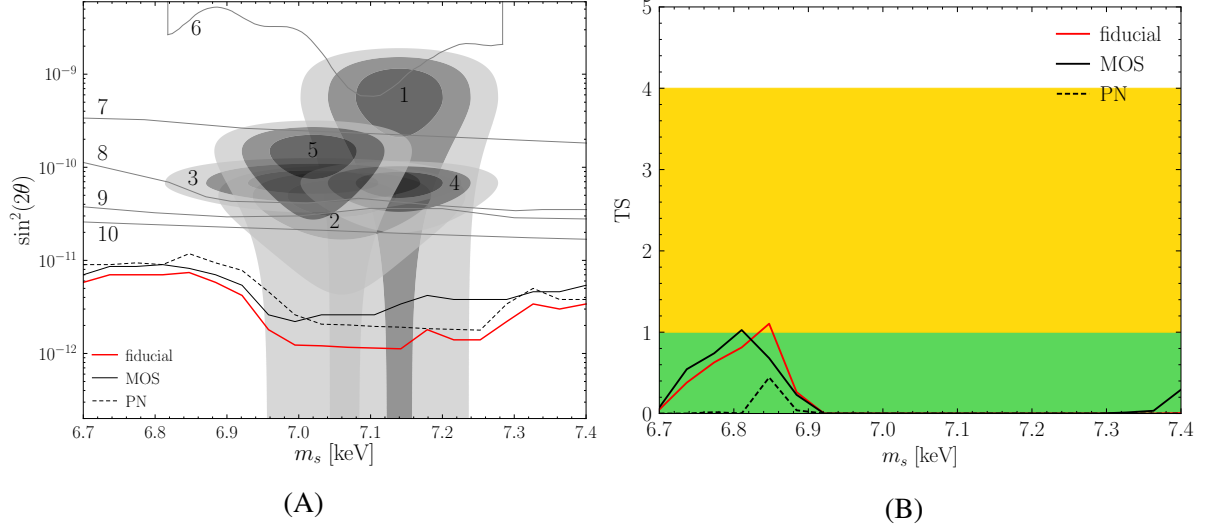 6
1
7
5
8
3
4
9
2
10
10⁻⁹
10⁻¹⁰
10⁻¹¹
10⁻¹²
sin²(2θ)
fiducial
MOS
PN
6.7 6.8 6.9 7.0 7.1 7.2 7.3 7.4
mₛ [keV]
(A)
5
4
3
2
1
0
TS
fiducial
MOS
PN
6.7 6.8 6.9 7.0 7.1 7.2 7.3 7.4
mₛ [keV]
(B)